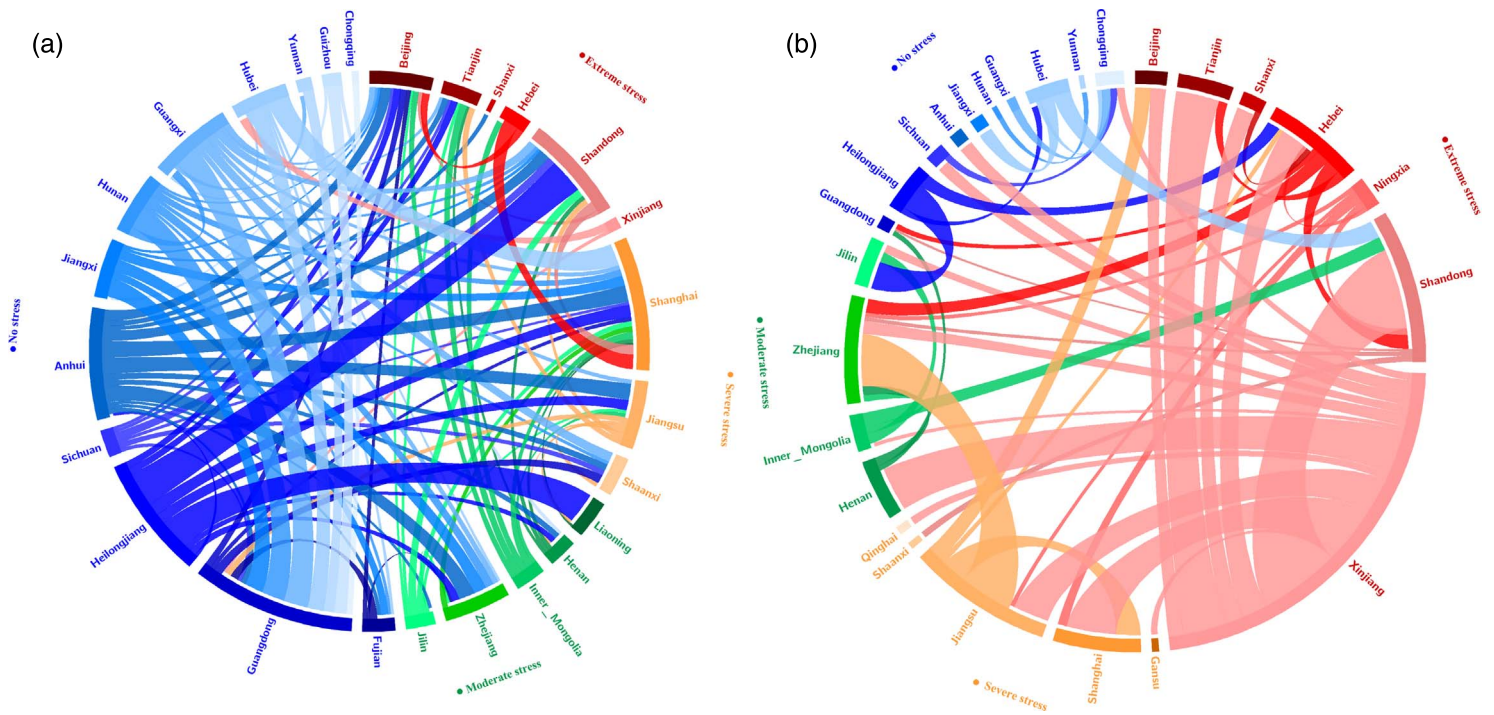 (a)
Chongqing
Guizhou
Yunnan
Hubei
Guangxi
Hunan
Jiangxi
Anhui
Sichuan
Heilongjiang
Guangdong
Fujian
Jilin
Zhejiang
Inner_Mongolia
Henan
Liaoning
Shaanxi
Jiangsu
Shanghai
Xinjiang
Shandong
Hebei
Shanxi
Tianjin
Beijing
● Extreme stress
● No stress
● Severe stress
● Moderate stress
(b)
Chongqing
Yunnan
Hubei
Guangxi
Hunan
Jiangxi
Anhui
Sichuan
Heilongjiang
Guangdong
Jilin
Zhejiang
Inner_Mongolia
Henan
Qinghai
Shaanxi
Jiangsu
Shanghai
Gansu
Xinjiang
Shandong
Ningxia
Hebei
Shanxi
Tianjin
Beijing
● No stress
● Extreme stress
● Moderate stress
● Severe stress